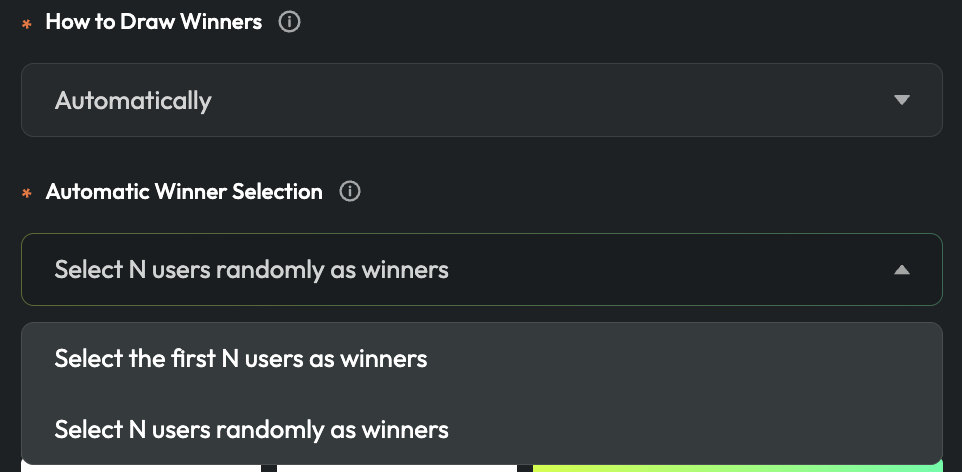 * How to Draw Winners
Automatically
* Automatic Winner Selection
Select N users randomly as winners
Select the first N users as winners
Select N users randomly as winners